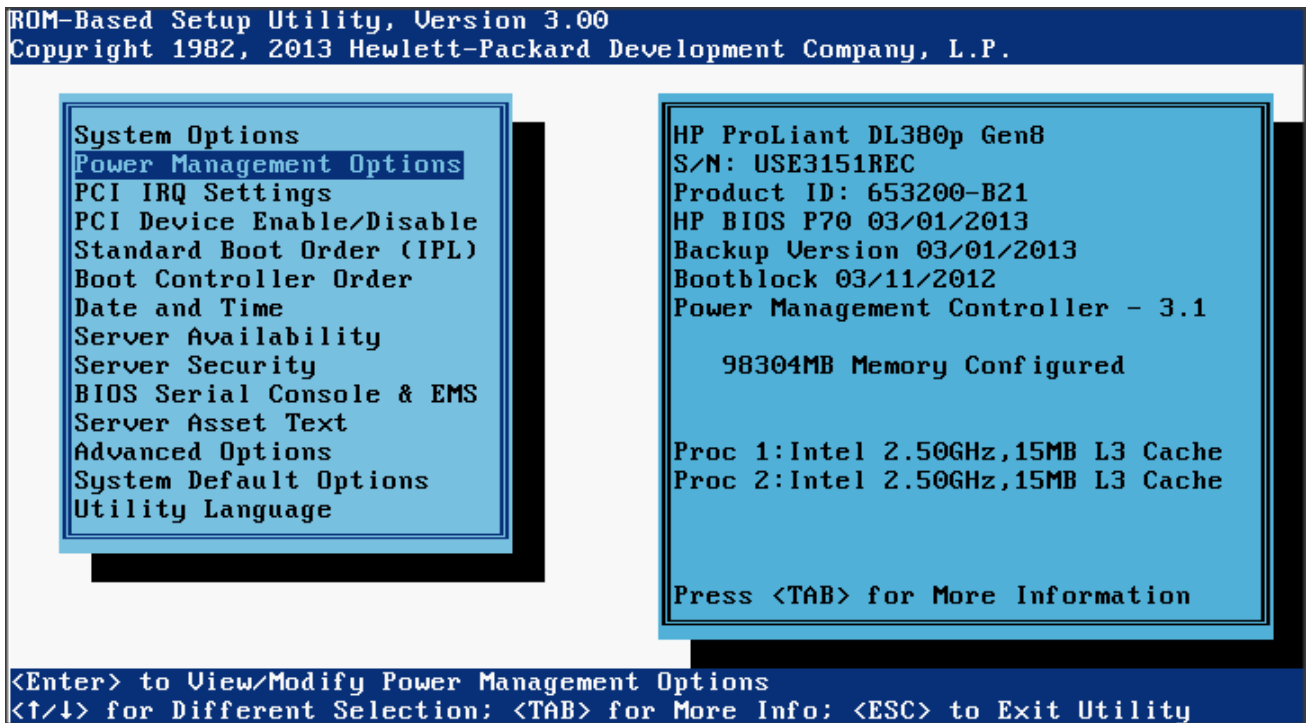 ROM-Based Setup Utility, Version 3.00
Copyright 1982, 2013 Hewlett-Packard Development Company, L.P.
System Options
Power Management Options
PCI IRQ Settings
PCI Device Enable/Disable
Standard Boot Order (IPL)
Boot Controller Order
Date and Time
Server Availability
Server Security
BIOS Serial Console & EMS
Server Asset Text
Advanced Options
System Default Options
Utility Language
HP ProLiant DL380p Gen8
S/N: USE3151REC
Product ID: 653200-B21
HP BIOS P70 03/01/2013
Backup Version 03/01/2013
Bootblock 03/11/2012
Power Management Controller - 3.1
98304MB Memory Configured
Proc 1:Intel 2.50GHz,15MB L3 Cache
Proc 2:Intel 2.50GHz,15MB L3 Cache
Press <TAB> for More Information
<Enter> to View/Modify Power Management Options
<↑/↓> for Different Selection; <TAB> for More Info; <ESC> to Exit Utility